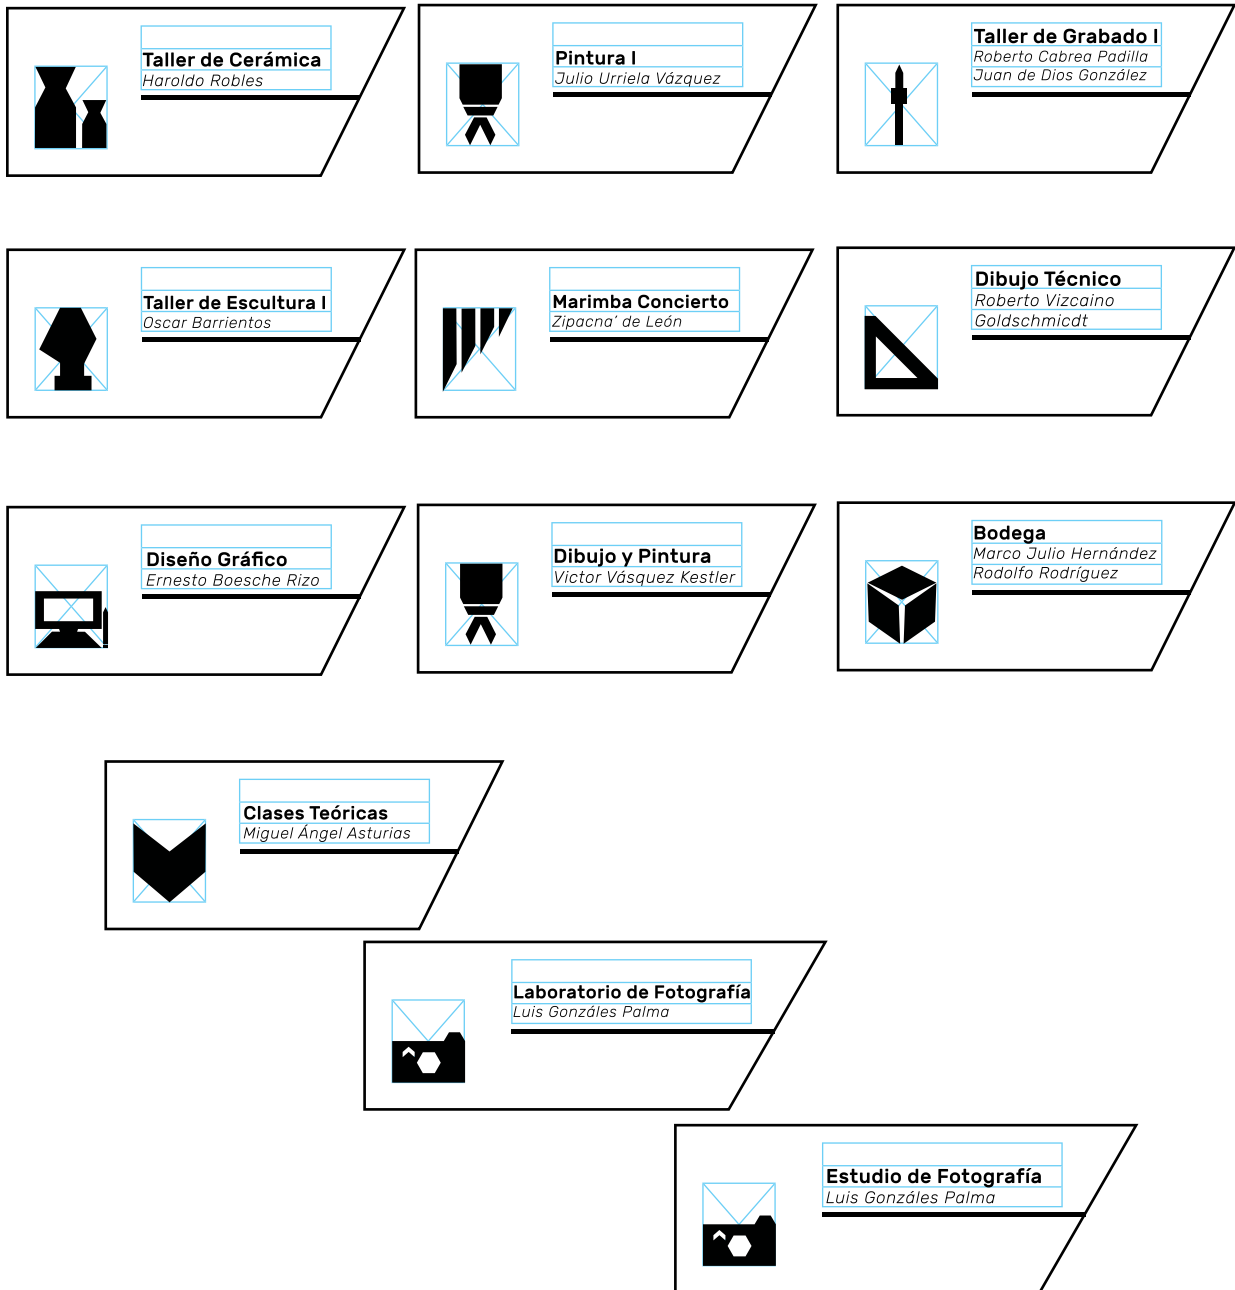 Taller de Cerámica
Haroldo Robles
Pintura I
Julio Urriela Vázquez
Taller de Grabado I
Roberto Cabrea Padilla
Juan de Dios González
Taller de Escultura I
Oscar Barrientos
Marimba Concierto
Zipacna' de León
Dibujo Técnico
Roberto Vizcaino
Goldschmicdt
Diseño Gráfico
Ernesto Boesche Rizo
Dibujo y Pintura
Victor Vásquez Kestler
Bodega
Marco Julio Hernández
Rodolfo Rodríguez
Clases Teóricas
Miguel Ángel Asturias
Laboratorio de Fotografía
Luis Gonzáles Palma
Estudio de Fotografía
Luis Gonzáles Palma